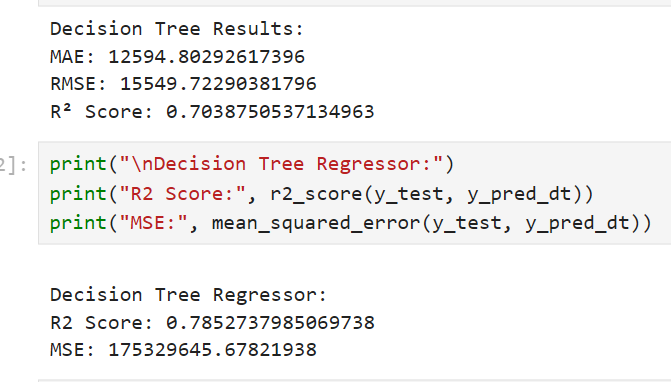 Decision Tree Results:
MAE: 12594.80292617396
RMSE: 15549.72290381796
R² Score: 0.7038750537134963
2]:
print("\nDecision Tree Regressor:")
print("R2 Score:", r2_score(y_test, y_pred_dt))
print("MSE:", mean_squared_error(y_test, y_pred_dt))
Decision Tree Regressor:
R2 Score: 0.7852737985069738
MSE: 175329645.67821938